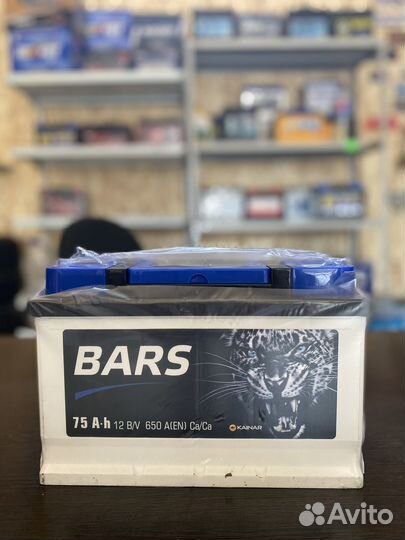 BARS
75 A·h 12 B/V 650 A(EN) Ca/Ca
KAINAR
Avito